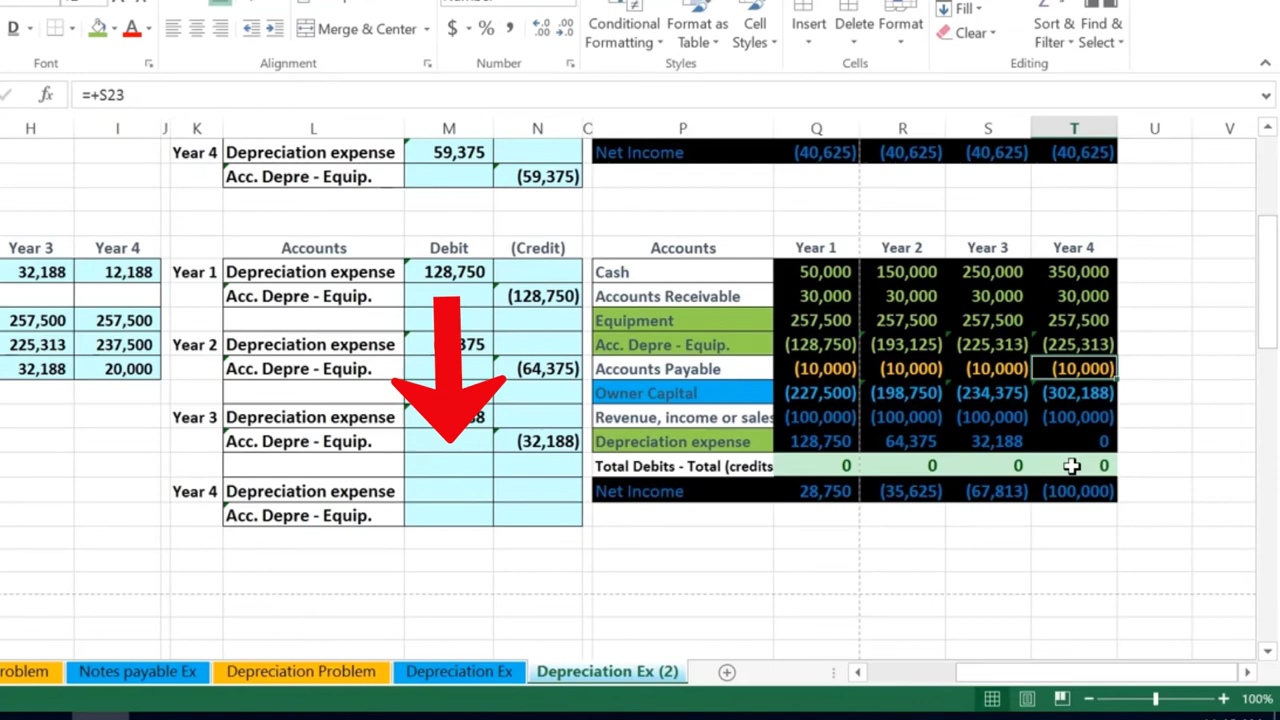 Conditional Format as Cell Insert Delete Format Fill Sort & Find &
D A Merge & Center $ % , Formatting Table Styles Clear Filter Select
Font Alignment Number Styles Cells Editing
fx =+S23
H I J K L M N C P Q R S T U V
Year 4 Depreciation expense 59,375 Net Income (40,625) (40,625) (40,625) (40,625)
Acc. Depre - Equip. (59,375)
Year 3 Year 4 Accounts Debit (Credit) Accounts Year 1 Year 2 Year 3 Year 4
32,188 12,188 Year 1 Depreciation expense 128,750 Cash 50,000 150,000 250,000 350,000
Acc. Depre - Equip. (128,750) Accounts Receivable 30,000 30,000 30,000 30,000
257,500 257,500 Equipment 257,500 257,500 257,500 257,500
225,313 237,500 Year 2 Depreciation expense Acc. Depre - Equip. (128,750) (193,125) (225,313) (225,313)
32,188 20,000 Acc. Depre - Equip. (64,375) Accounts Payable (10,000) (10,000) (10,000) (10,000)
Owner Capital (227,500) (198,750) (234,375) (302,188)
Year 3 Depreciation expense Revenue, income or sales (100,000) (100,000) (100,000) (100,000)
Acc. Depre - Equip. (32,188) Depreciation expense 128,750 64,375 32,188 0
Total Debits - Total (credits 0 0 0 0
Year 4 Depreciation expense Net Income 28,750 (35,625) (67,813) (100,000)
Acc. Depre - Equip.
roblem Notes payable Ex Depreciation Problem Depreciation Ex Depreciation Ex (2)
100%